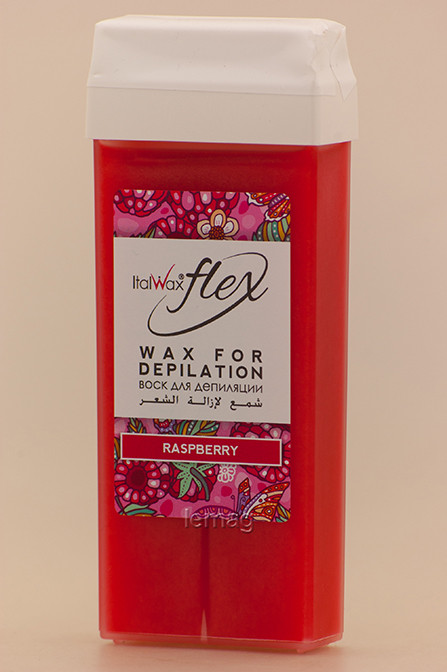 ItalWax® flex
WAX FOR
DEPILATION
ВОСК ДЛЯ ДЕПИЛЯЦИИ
شمع لإزالة الشعر
RASPBERRY
lemag